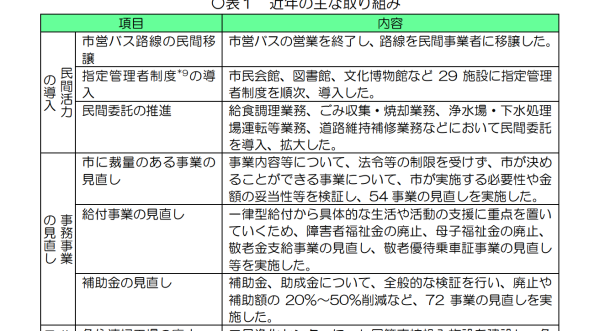 〇表１ 近年の主な取り組み
項目 内容
民間活力の導入
市営バス路線の民間移譲
市営バスの営業を終了し、路線を民間事業者に移譲した。
指定管理者制度*9の導入
市民会館、図書館、文化博物館など 29 施設に指定管理
者制度を順次、導入した。
民間委託の推進
給食調理業務、ごみ収集・焼却業務、浄水場・下水処理
場運転等業務、道路維持補修業務などにおいて民間委託
を導入、拡大した。
事務事業の見直し
市に裁量のある事業の
見直し
事業内容等について、法令等の制限を受けず、市が決め
ることができる事業について、市が実施する必要性や金
額の妥当性等を検証し、54 事業の見直しを実施した。
給付事業の見直し
一律型給付から具体的な生活や活動の支援に重点を置い
ていくため、障害者福祉金の廃止、母子福祉金の廃止、
敬老金支給事業の見直し、敬老優待乗車証事業の見直し
等を実施した。
補助金の見直し
補助金、助成金について、全般的な検証を行い、廃止や
補助額の 20%～50%削減など、72 事業の見直しを実
施した。